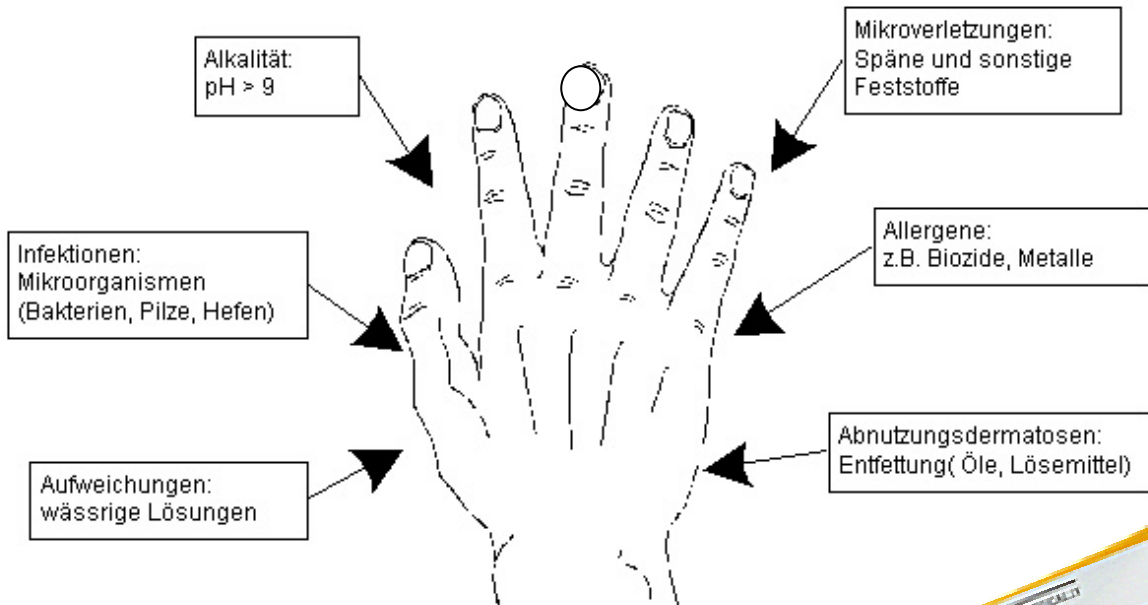 Alkalität:
pH > 9
Mikroverletzungen:
Späne und sonstige
Feststoffe
Infektionen:
Mikroorganismen
(Bakterien, Pilze, Hefen)
Allergene:
z.B. Biozide, Metalle
Aufweichungen:
wässrige Lösungen
Abnutzungsdermatosen:
Entfettung( Öle, Lösemittel)